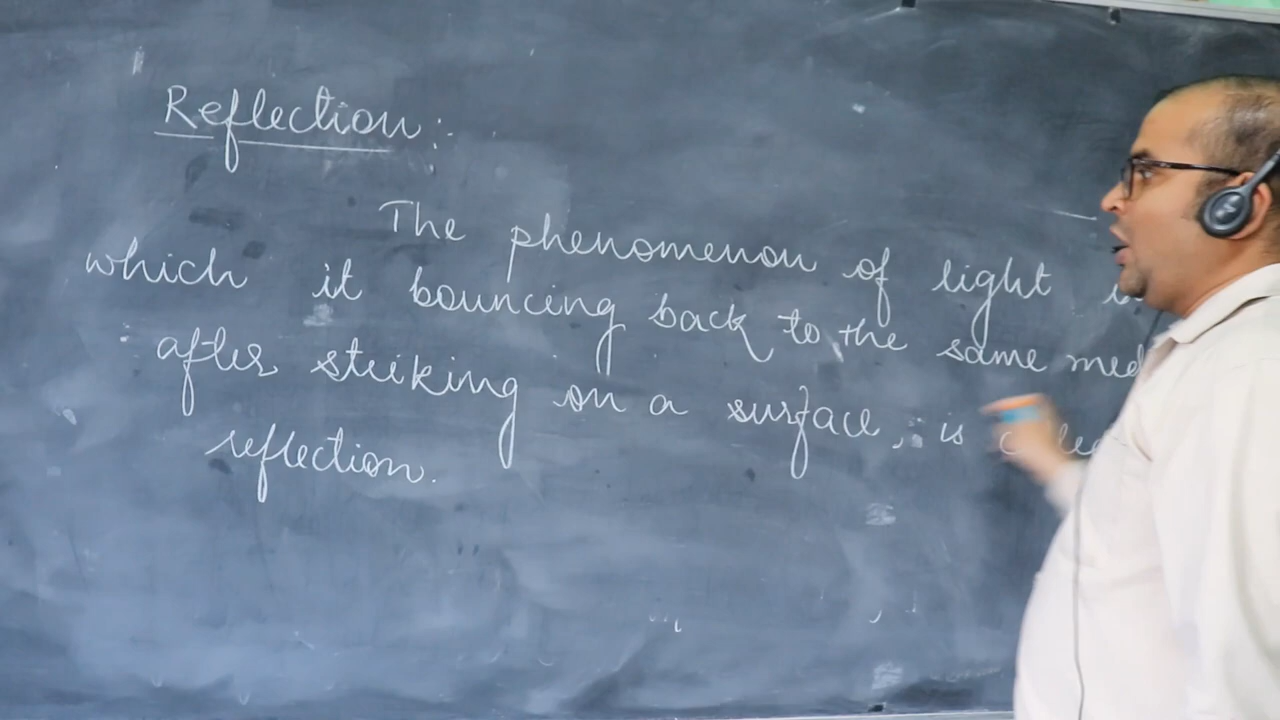 Reflection:
The phenomenon of light
which it bouncing back to the same med
after striking on a surface, is
reflection.